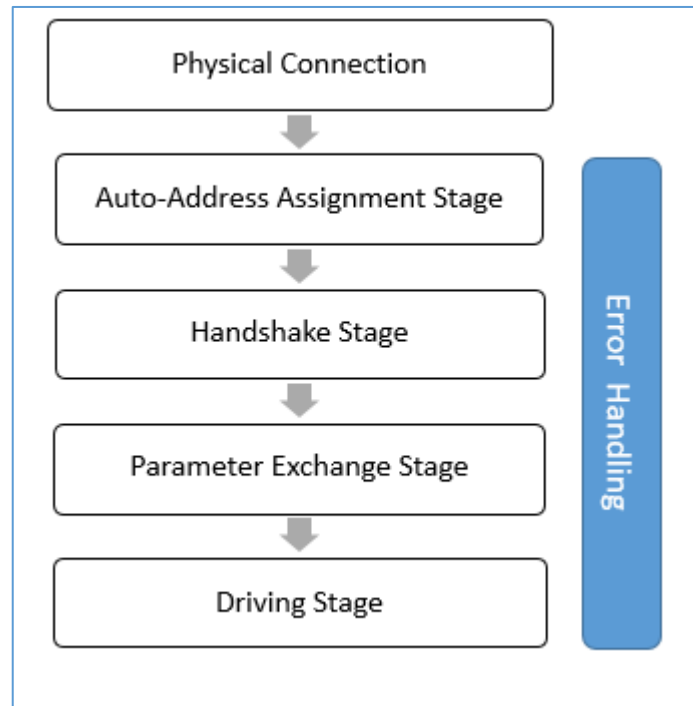 Physical Connection
Auto-Address Assignment Stage
Handshake Stage
Parameter Exchange Stage
Driving Stage
Error Handling